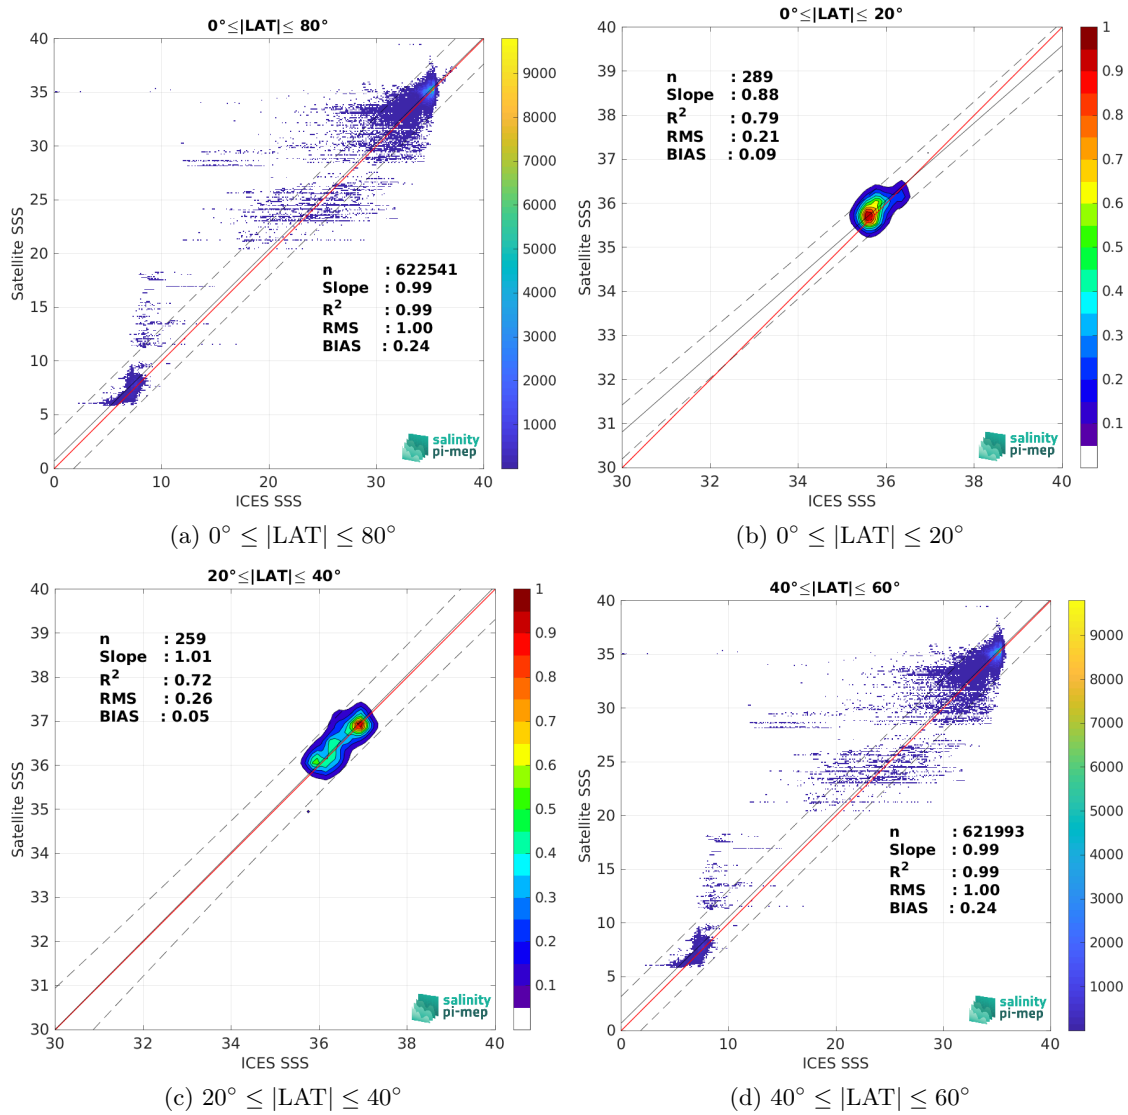 0°≤|LAT|≤ 80°
40
35
30
25
20
15
10
5
0
Satellite SSS
n : 622541
Slope : 0.99
R² : 0.99
RMS : 1.00
BIAS : 0.24
salinity
pi-mep
0 10 20 30 40
ICES SSS
9000
8000
7000
6000
5000
4000
3000
2000
1000
(a) 0° ≤ |LAT| ≤ 80°
0°≤|LAT|≤ 20°
40
39
38
37
36
35
34
33
32
31
30
Satellite SSS
n : 289
Slope : 0.88
R² : 0.79
RMS : 0.21
BIAS : 0.09
salinity
pi-mep
30 32 34 36 38 40
ICES SSS
1
0.9
0.8
0.7
0.6
0.5
0.4
0.3
0.2
0.1
(b) 0° ≤ |LAT| ≤ 20°
20°≤|LAT|≤ 40°
40
39
38
37
36
35
34
33
32
31
30
Satellite SSS
n : 259
Slope : 1.01
R² : 0.72
RMS : 0.26
BIAS : 0.05
salinity
pi-mep
30 32 34 36 38 40
ICES SSS
1
0.9
0.8
0.7
0.6
0.5
0.4
0.3
0.2
0.1
(c) 20° ≤ |LAT| ≤ 40°
40°≤|LAT|≤ 60°
40
35
30
25
20
15
10
5
0
Satellite SSS
n : 621993
Slope : 0.99
R² : 0.99
RMS : 1.00
BIAS : 0.24
salinity
pi-mep
0 10 20 30 40
ICES SSS
9000
8000
7000
6000
5000
4000
3000
2000
1000
(d) 40° ≤ |LAT| ≤ 60°